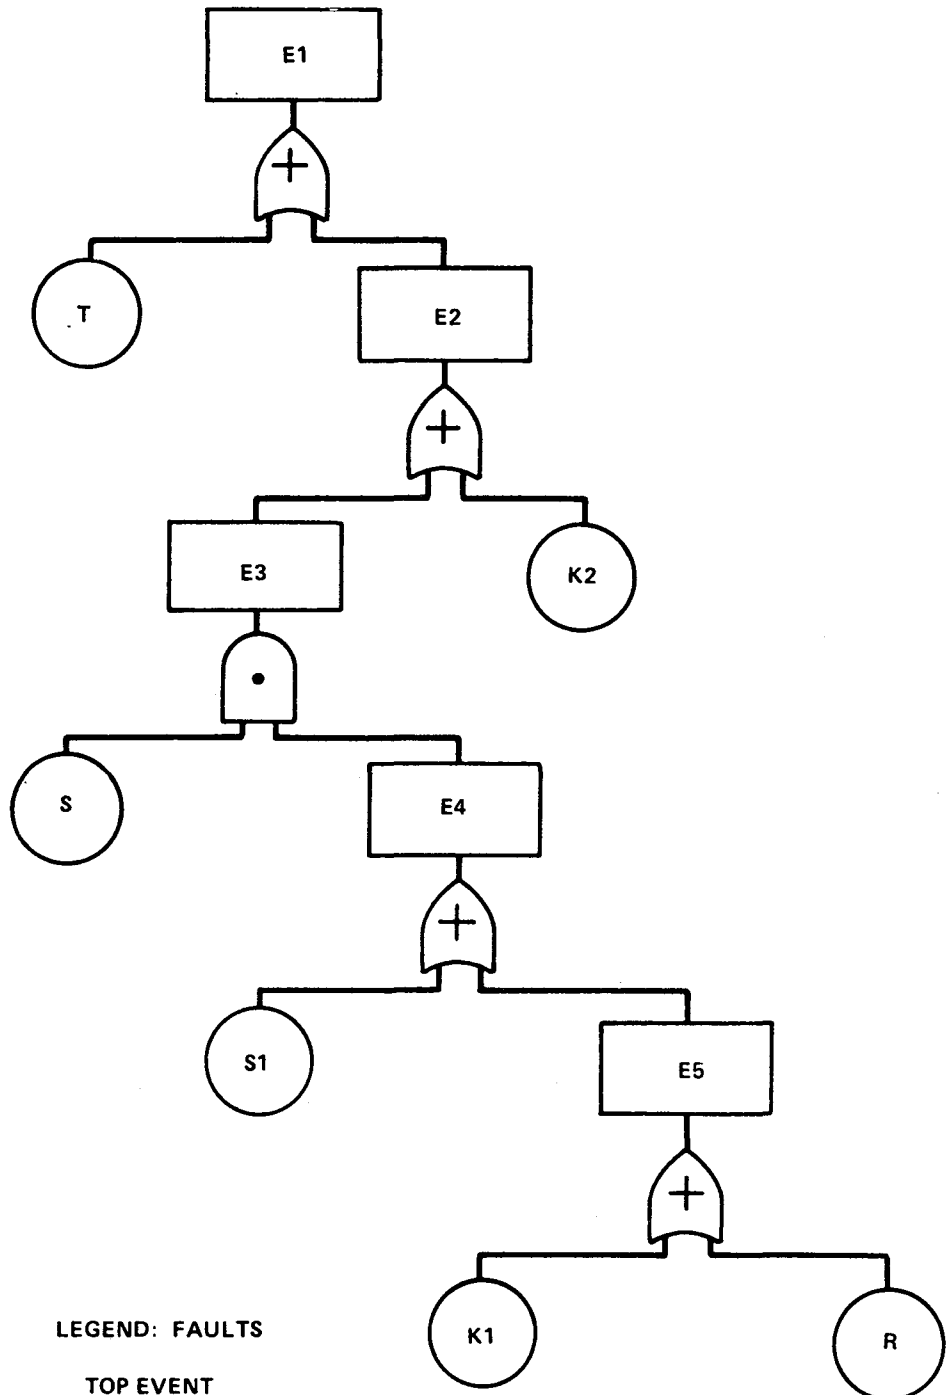 E1
+
T
E2
+
E3
K2
•
S
E4
+
S1
E5
+
K1
R
LEGEND: FAULTS
TOP EVENT